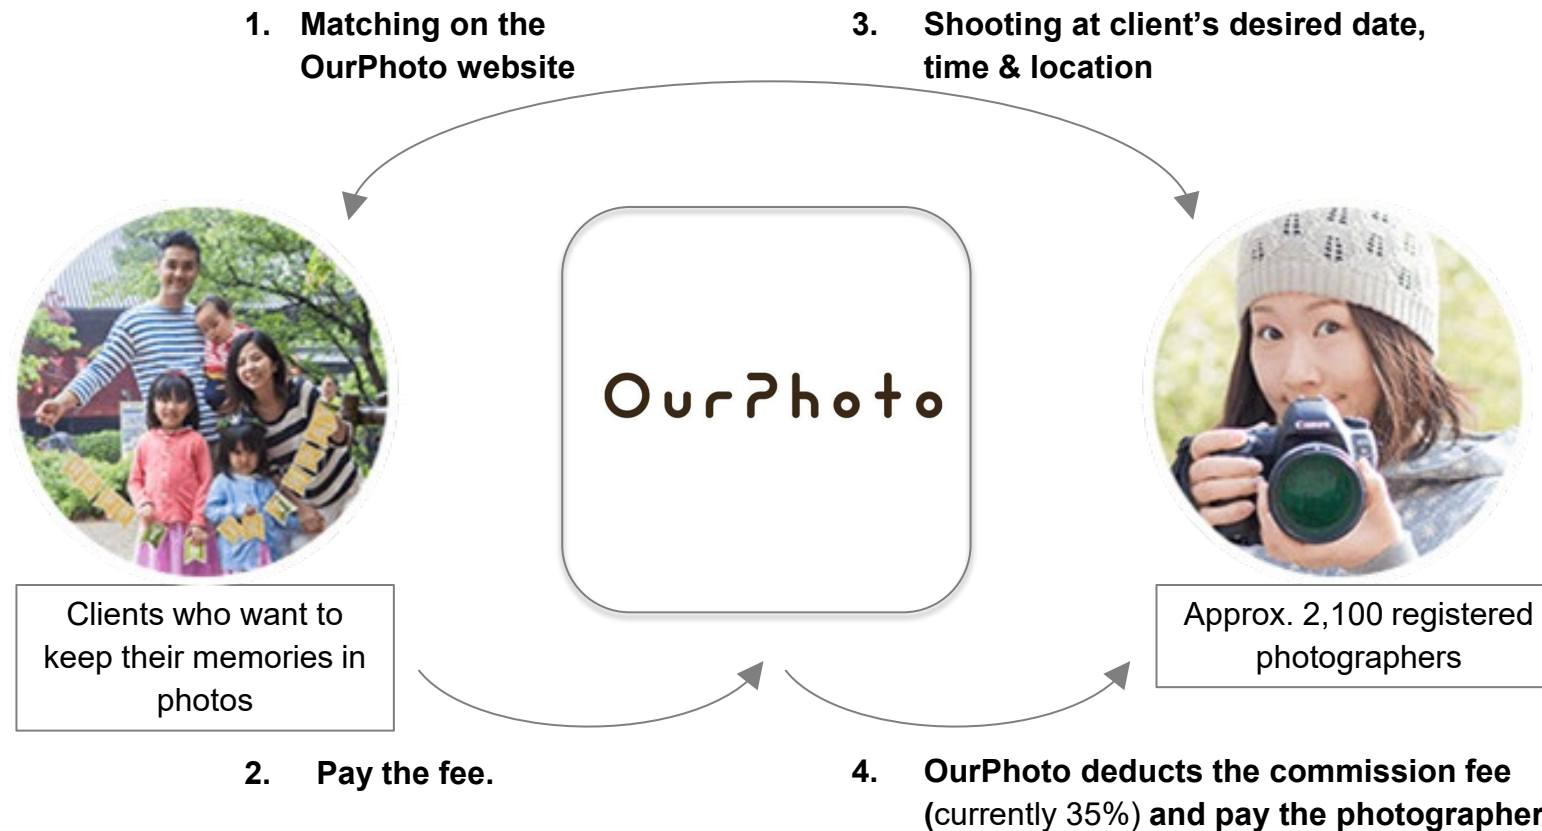 1. Matching on the
OurPhoto website
3. Shooting at client’s desired date,
time & location
OurPhoto
Canon
Clients who want to
keep their memories in
photos
Approx. 2,100 registered
photographers
2. Pay the fee.
4. OurPhoto deducts the commission fee
(currently 35%) and pay the photographer